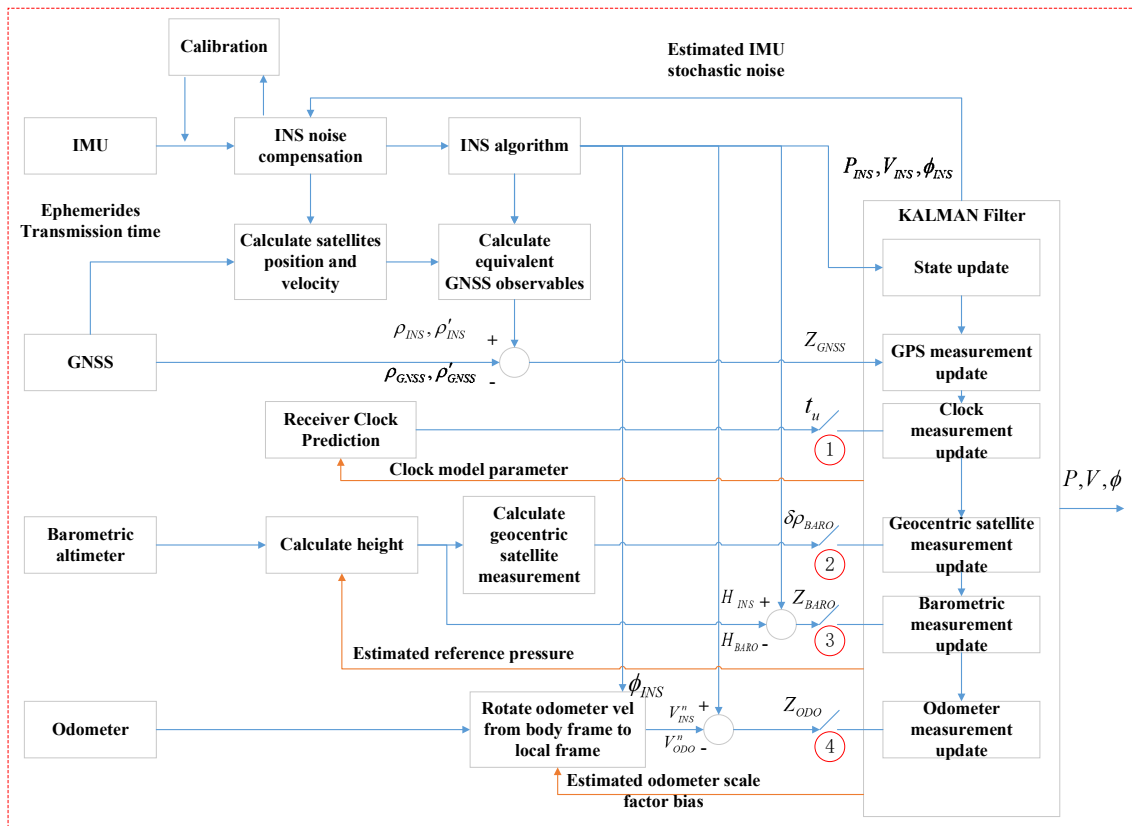 Calibration
Estimated IMU
stochastic noise
IMU
INS noise
compensation
INS algorithm
P_INS, V_INS, ϕ_INS
KALMAN Filter
Ephemerides
Transmission time
Calculate satellites
position and
velocity
Calculate
equivalent
GNSS observables
State update
ρ_INS, ρ′_INS
+
Z_GNSS
GNSS
ρ_GNSS, ρ′_GNSS
-
GPS measurement
update
Receiver Clock
Prediction
t_u
1
Clock
measurement
update
Clock model parameter
P, V, ϕ
Barometric
altimeter
Calculate height
Calculate
geocentric
satellite
measurement
δρ_BARO
2
Geocentric satellite
measurement
update
H_INS +
Z_BARO
H_BARO -
3
Barometric
measurement
update
Estimated reference pressure
ϕ_INS
Odometer
Rotate odometer vel
from body frame to
local frame
V^n_INS +
V^n_ODO -
Z_ODO
4
Odometer
measurement
update
Estimated odometer scale
factor bias